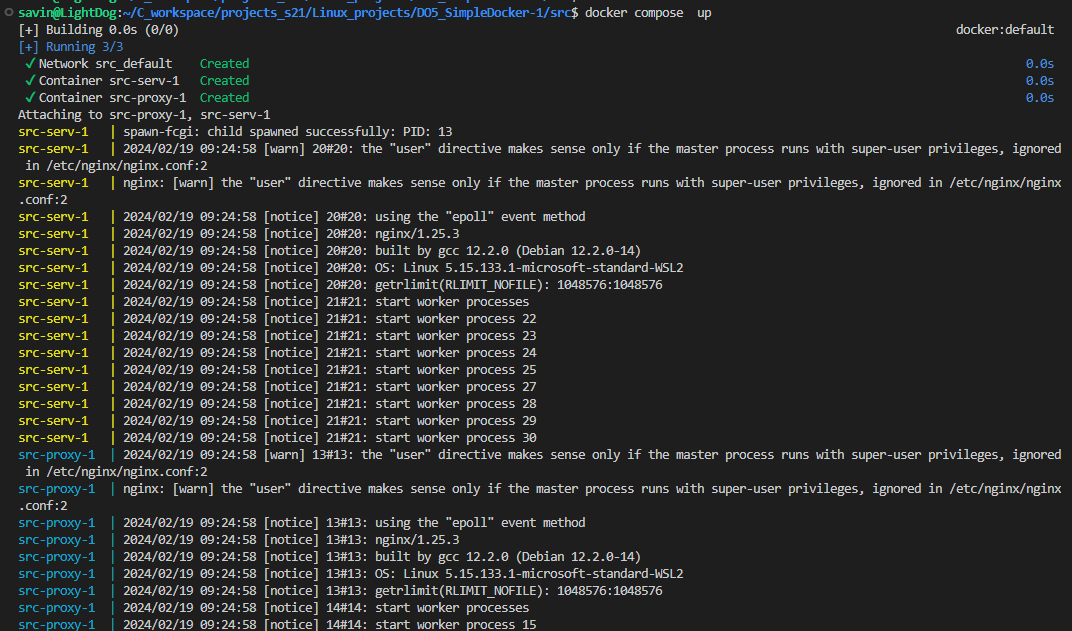 savin@LightDog:~/C_workspace/projects_s21/Linux_projects/DO5_SimpleDocker-1/src$ docker compose  up
[+] Building 0.0s (0/0) docker:default
[+] Running 3/3
✓Network src_default Created 0.0s
✓Container src-serv-1 Created 0.0s
✓Container src-proxy-1 Created 0.0s
Attaching to src-proxy-1, src-serv-1
src-serv-1 | spawn-fcgi: child spawned successfully: PID: 13
src-serv-1 | 2024/02/19 09:24:58 [warn] 20#20: the "user" directive makes sense only if the master process runs with super-user privileges, ignored
in /etc/nginx/nginx.conf:2
src-serv-1 | nginx: [warn] the "user" directive makes sense only if the master process runs with super-user privileges, ignored in /etc/nginx/nginx
.conf:2
src-serv-1 | 2024/02/19 09:24:58 [notice] 20#20: using the "epoll" event method
src-serv-1 | 2024/02/19 09:24:58 [notice] 20#20: nginx/1.25.3
src-serv-1 | 2024/02/19 09:24:58 [notice] 20#20: built by gcc 12.2.0 (Debian 12.2.0-14)
src-serv-1 | 2024/02/19 09:24:58 [notice] 20#20: OS: Linux 5.15.133.1-microsoft-standard-WSL2
src-serv-1 | 2024/02/19 09:24:58 [notice] 20#20: getrlimit(RLIMIT_NOFILE): 1048576:1048576
src-serv-1 | 2024/02/19 09:24:58 [notice] 21#21: start worker processes
src-serv-1 | 2024/02/19 09:24:58 [notice] 21#21: start worker process 22
src-serv-1 | 2024/02/19 09:24:58 [notice] 21#21: start worker process 23
src-serv-1 | 2024/02/19 09:24:58 [notice] 21#21: start worker process 24
src-serv-1 | 2024/02/19 09:24:58 [notice] 21#21: start worker process 25
src-serv-1 | 2024/02/19 09:24:58 [notice] 21#21: start worker process 27
src-serv-1 | 2024/02/19 09:24:58 [notice] 21#21: start worker process 28
src-serv-1 | 2024/02/19 09:24:58 [notice] 21#21: start worker process 29
src-serv-1 | 2024/02/19 09:24:58 [notice] 21#21: start worker process 30
src-proxy-1 | 2024/02/19 09:24:58 [warn] 13#13: the "user" directive makes sense only if the master process runs with super-user privileges, ignored
in /etc/nginx/nginx.conf:2
src-proxy-1 | nginx: [warn] the "user" directive makes sense only if the master process runs with super-user privileges, ignored in /etc/nginx/nginx
.conf:2
src-proxy-1 | 2024/02/19 09:24:58 [notice] 13#13: using the "epoll" event method
src-proxy-1 | 2024/02/19 09:24:58 [notice] 13#13: nginx/1.25.3
src-proxy-1 | 2024/02/19 09:24:58 [notice] 13#13: built by gcc 12.2.0 (Debian 12.2.0-14)
src-proxy-1 | 2024/02/19 09:24:58 [notice] 13#13: OS: Linux 5.15.133.1-microsoft-standard-WSL2
src-proxy-1 | 2024/02/19 09:24:58 [notice] 13#13: getrlimit(RLIMIT_NOFILE): 1048576:1048576
src-proxy-1 | 2024/02/19 09:24:58 [notice] 14#14: start worker processes
src-proxy-1 | 2024/02/19 09:24:58 [notice] 14#14: start worker process 15